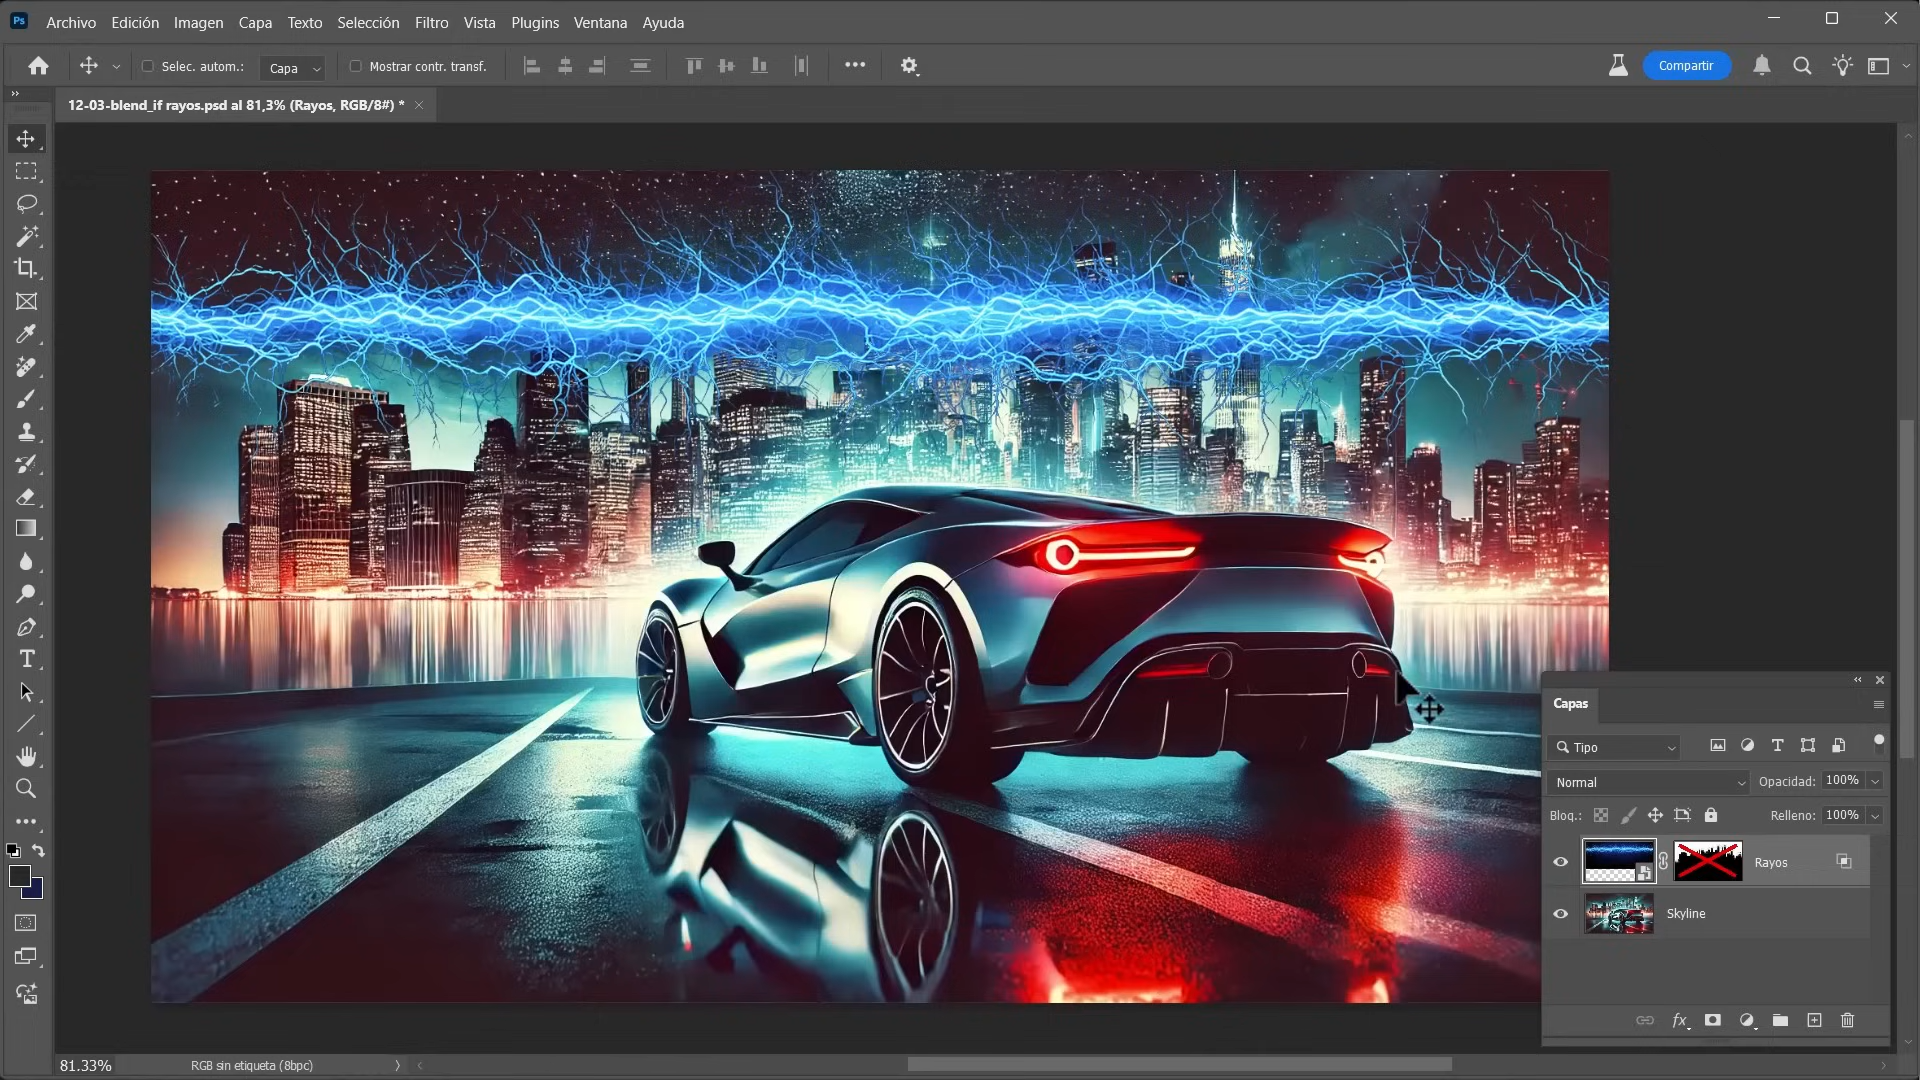 Ps Archivo Edición Imagen Capa Texto Selección Filtro Vista Plugins Ventana Ayuda
Selec. autom.: Capa Mostrar contr. transf. Compartir
12-03-blend_if rayos.psd al 81,3% (Rayos, RGB/8#) *
Capas
Tipo
Normal Opacidad: 100%
Bloq.: Relleno: 100%
Rayos
Skyline
fx
81.33% RGB sin etiqueta (8bpc)